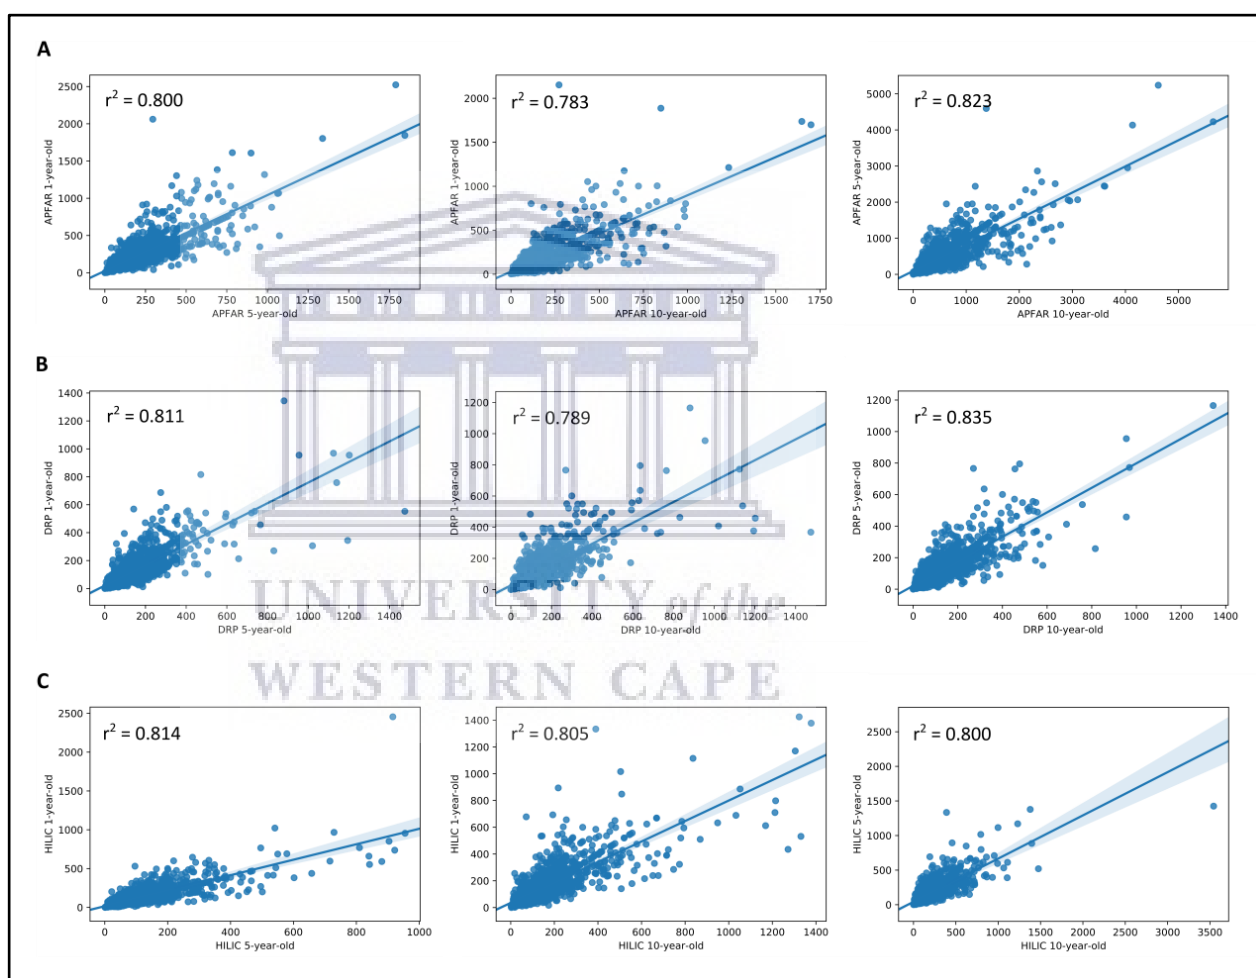 A
r² = 0.800
2500
2000
1500
1000
500
0
APFAR 1-year-old
0 250 500 750 1000 1250 1500 1750
APFAR 5-year-old
r² = 0.783
2000
1500
1000
500
0
APFAR 1-year-old
0 250 500 750 1000 1250 1500 1750
APFAR 10-year-old
r² = 0.823
5000
4000
3000
2000
1000
0
APFAR 5-year-old
0 1000 2000 3000 4000 5000
APFAR 10-year-old
B
r² = 0.811
1400
1200
1000
800
600
400
200
0
DRP 1-year-old
0 200 400 600 800 1000 1200 1400
DRP 5-year-old
r² = 0.789
1200
1000
800
600
400
200
0
DRP 1-year-old
0 200 400 600 800 1000 1200 1400
DRP 10-year-old
r² = 0.835
1200
1000
800
600
400
200
0
DRP 5-year-old
0 200 400 600 800 1000 1200 1400
DRP 10-year-old
UNIVERSITY of the
WESTERN CAPE
C
r² = 0.814
2500
2000
1500
1000
500
0
HILIC 1-year-old
0 200 400 600 800 1000
HILIC 5-year-old
r² = 0.805
1400
1200
1000
800
600
400
200
0
HILIC 1-year-old
0 200 400 600 800 1000 1200 1400
HILIC 10-year-old
r² = 0.800
2500
2000
1500
1000
500
0
HILIC 5-year-old
0 500 1000 1500 2000 2500 3000 3500
HILIC 10-year-old